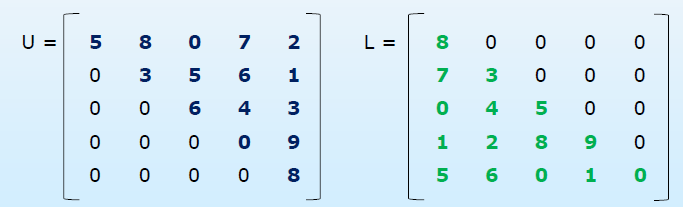 5 8 0 7 2 8 0 0 0 0
0 3 5 6 1 7 3 0 0 0
U = L =
0 0 6 4 3 0 4 5 0 0
0 0 0 0 9 1 2 8 9 0
0 0 0 0 8 5 6 0 1 0